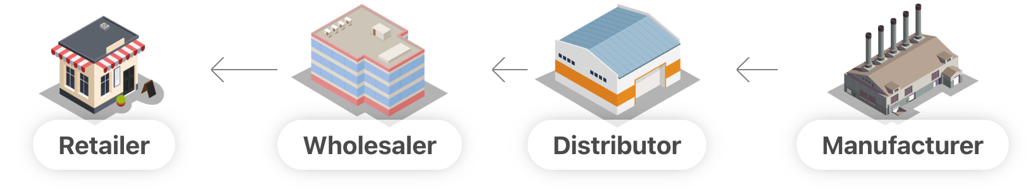 Retailer
Wholesaler
Distributor
Manufacturer